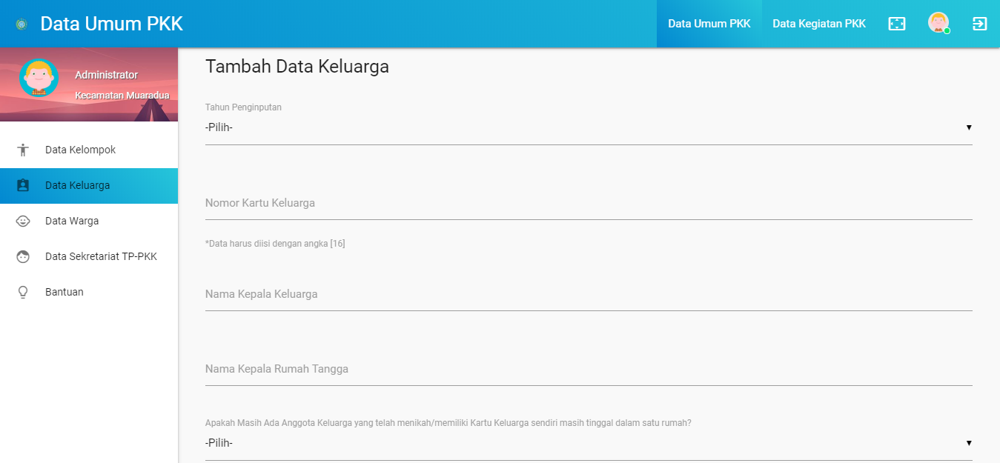 Data Umum PKK
Data Umum PKK
Data Kegiatan PKK
Administrator
Kecamatan Muaradua
Data Kelompok
Data Keluarga
Data Warga
Data Sekretariat TP-PKK
Bantuan
Tambah Data Keluarga
Tahun Penginputan
-Pilih-
Nomor Kartu Keluarga
*Data harus diisi dengan angka [16]
Nama Kepala Keluarga
Nama Kepala Rumah Tangga
Apakah Masih Ada Anggota Keluarga yang telah menikah/memiliki Kartu Keluarga sendiri masih tinggal dalam satu rumah?
-Pilih-